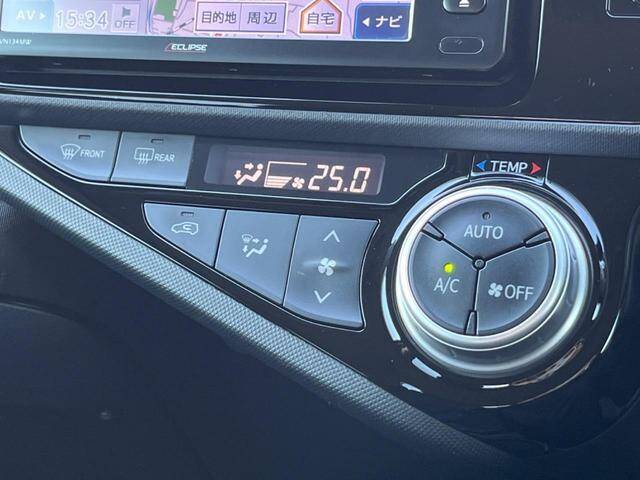 AV
15:34
OFF
目的地 周辺 自宅
ナビ
ECLIPSE
FRONT
REAR
25.0
TEMP
AUTO
A/C
OFF